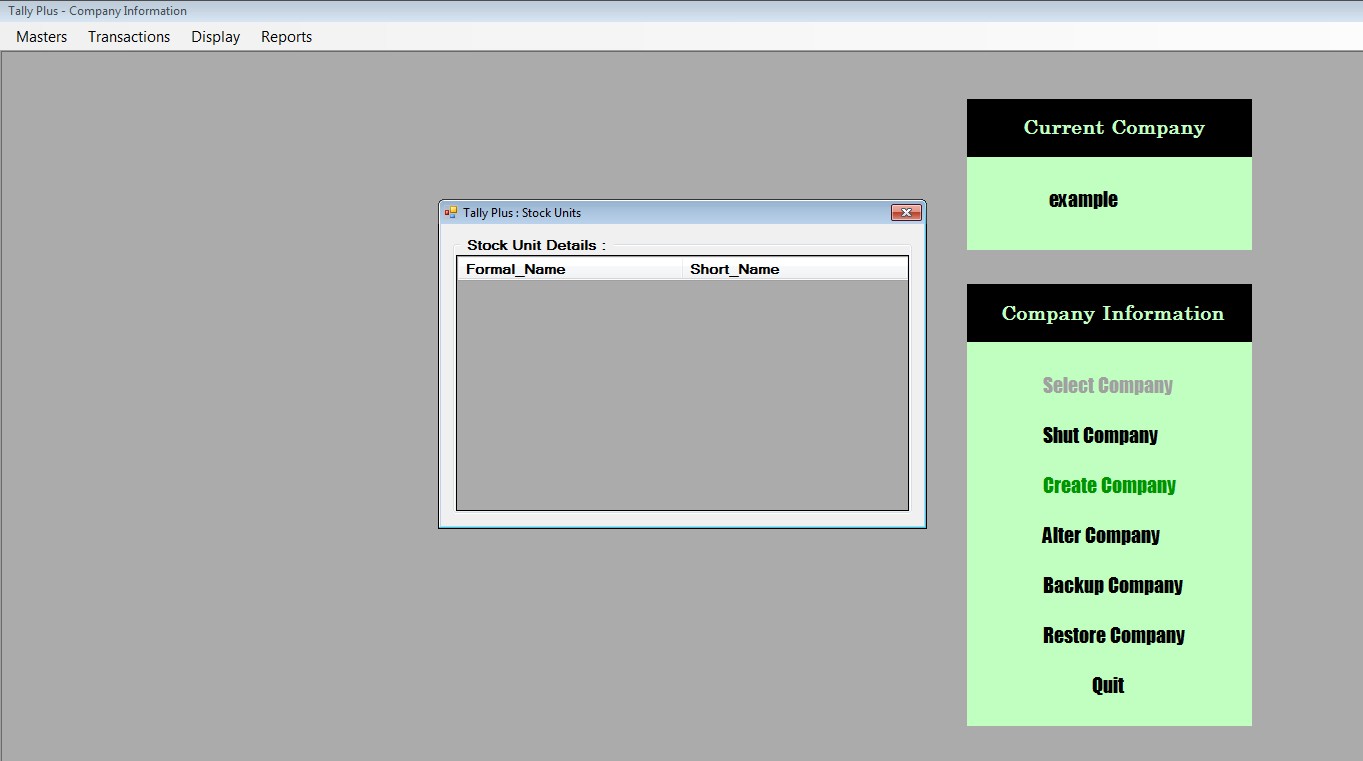 Tally Plus - Company Information
Masters Transactions Display Reports
Current Company
example
Tally Plus : Stock Units
Stock Unit Details :
Formal_Name Short_Name
Company Information
Select Company
Shut Company
Create Company
Alter Company
Backup Company
Restore Company
Quit